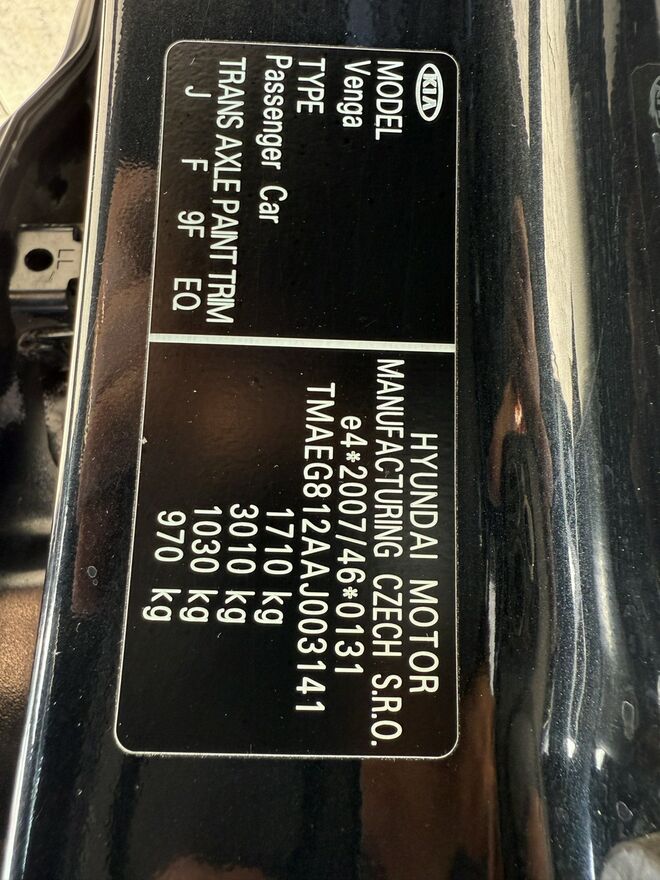 KIA
MODEL
Venga
TYPE
Passenger Car
TRANS AXLE PAINT TRIM
J F 9F EQ
HYUNDAI MOTOR
MANUFACTURING CZECH S.R.O.
e4*2007/46*0131
TMAEG812AAJ003141
1710 kg
3010 kg
1030 kg
970 kg